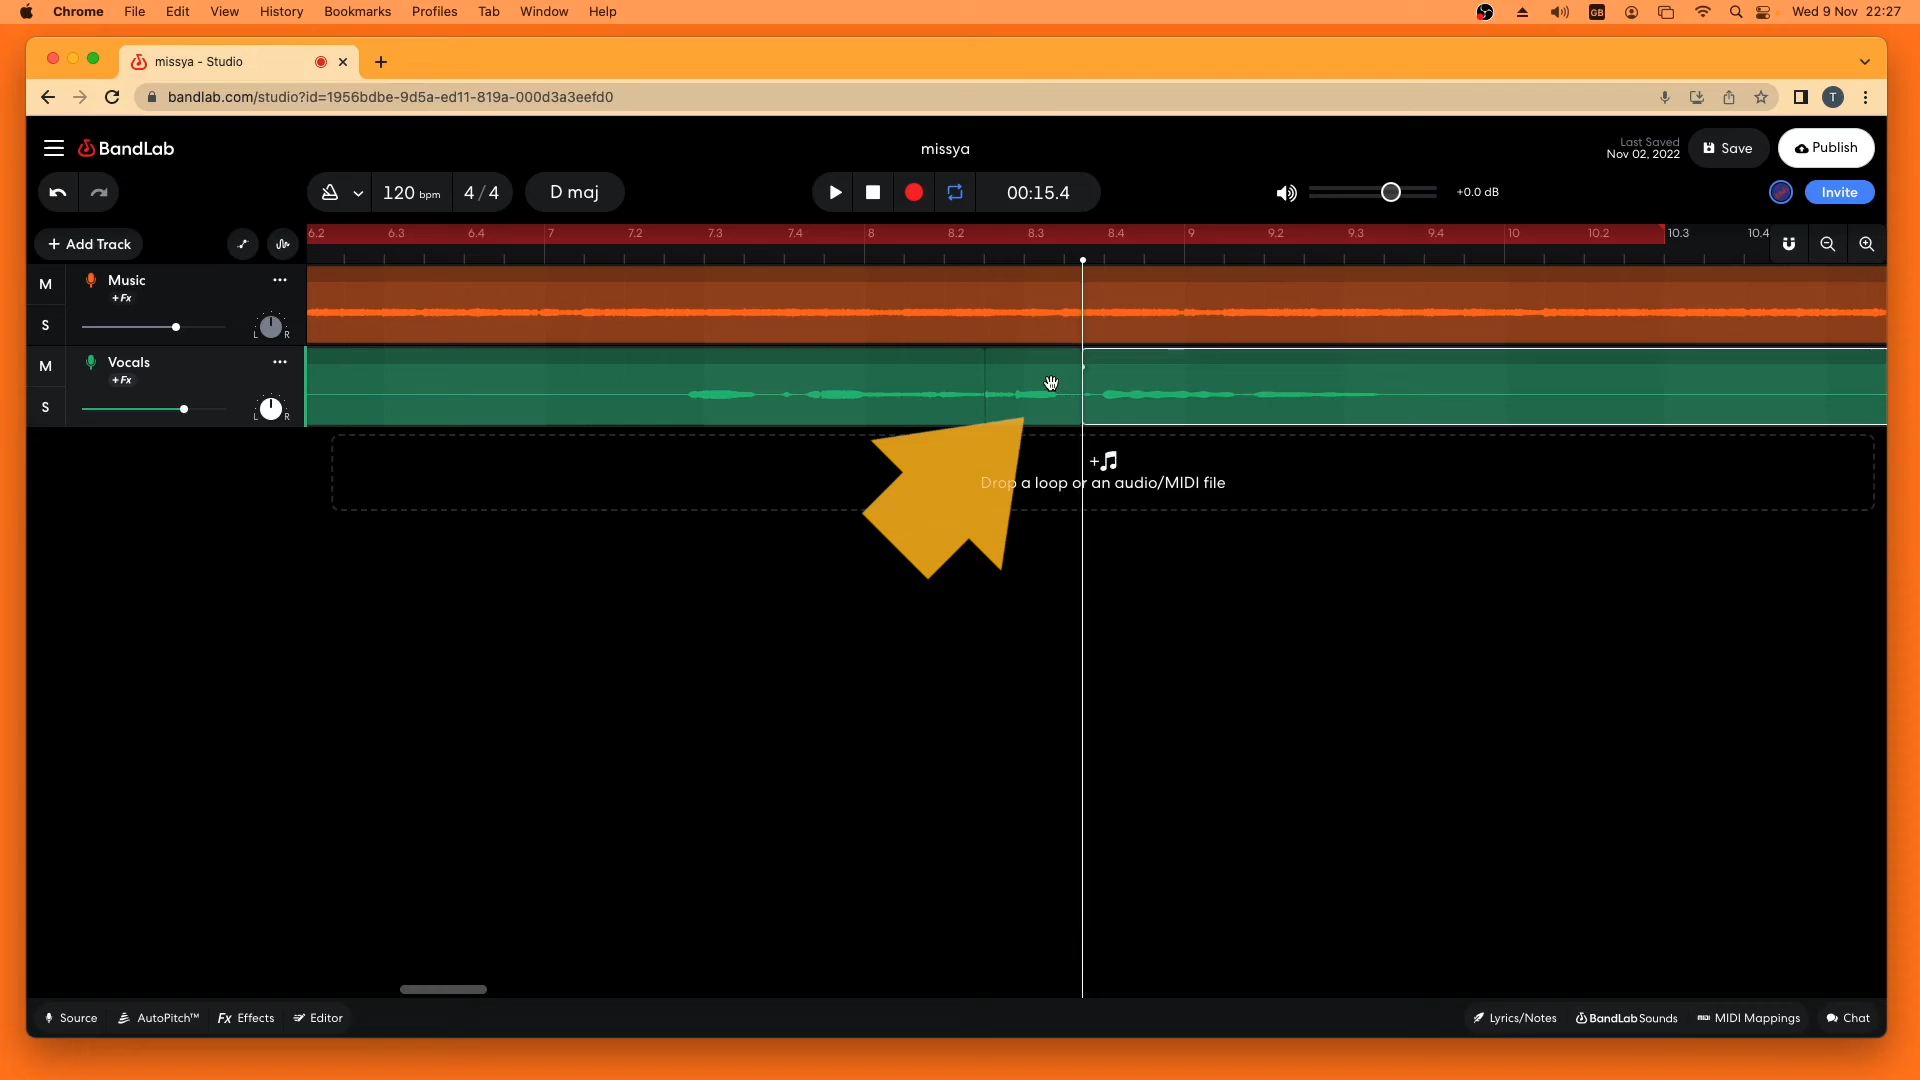 Chrome File Edit View History Bookmarks Profiles Tab Window Help GB Wed 9 Nov 22:27
missya - Studio
bandlab.com/studio?id=1956bdbe-9d5a-ed11-819a-000d3a3eefd0 T
BandLab missya Last Saved Nov 02, 2022 Save Publish
120 bpm 4/4 D maj 00:15.4 +0.0 dB Invite
+ Add Track 6.2 6.3 6.4 7 7.2 7.3 7.4 8 8.2 8.3 8.4 9 9.2 9.3 9.4 10 10.2 10.3 10.4
M Music ...
+Fx
S L R
M Vocals ...
+Fx
S L R
Drop a loop or an audio/MIDI file
Source AutoPitch™ Fx Effects Editor Lyrics/Notes BandLab Sounds MIDI Mappings Chat